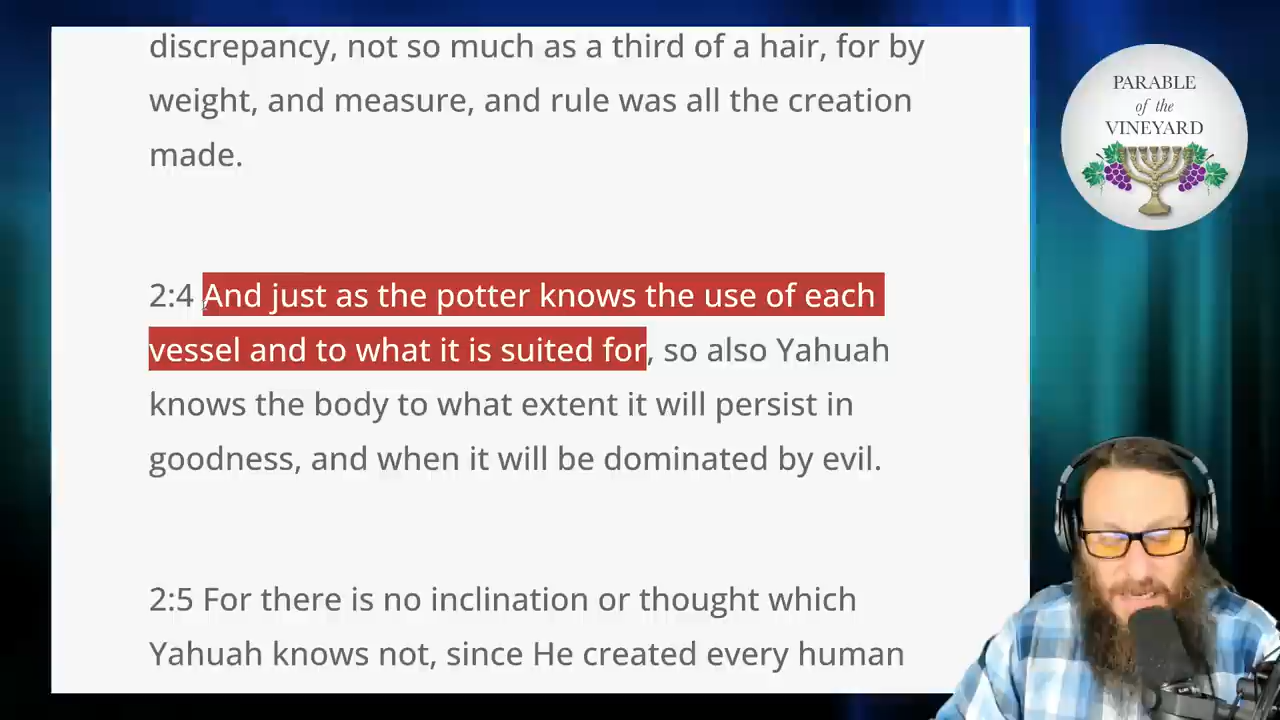 discrepancy, not so much as a third of a hair, for by
weight, and measure, and rule was all the creation
made.
2:4 And just as the potter knows the use of each
vessel and to what it is suited for, so also Yahuah
knows the body to what extent it will persist in
goodness, and when it will be dominated by evil.
2:5 For there is no inclination or thought which
Yahuah knows not, since He created every human
PARABLE
of the
VINEYARD